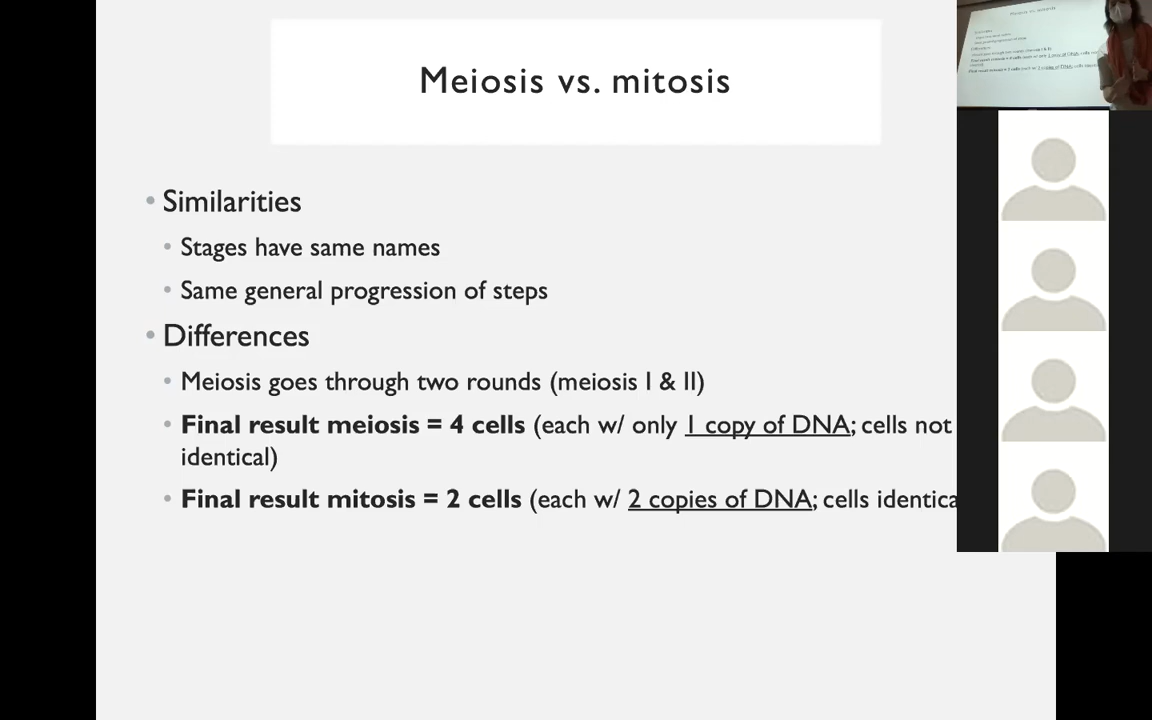 Meiosis vs. mitosis
• Similarities
• Stages have same names
• Same general progression of steps
• Differences
• Meiosis goes through two rounds (meiosis I & II)
• Final result meiosis = 4 cells (each w/ only 1 copy of DNA; cells not
identical)
• Final result mitosis = 2 cells (each w/ 2 copies of DNA; cells identica